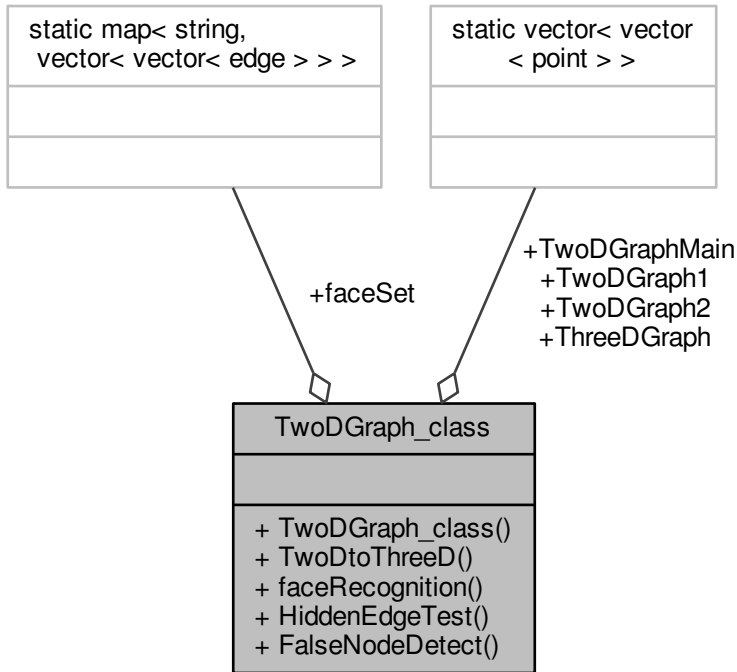 static map< string,
vector< vector< edge > > >
static vector< vector
< point > >
+faceSet
+TwoDGraphMain
+TwoDGraph1
+TwoDGraph2
+ThreeDGraph
TwoDGraph_class
+ TwoDGraph_class()
+ TwoDtoThreeD()
+ faceRecognition()
+ HiddenEdgeTest()
+ FalseNodeDetect()